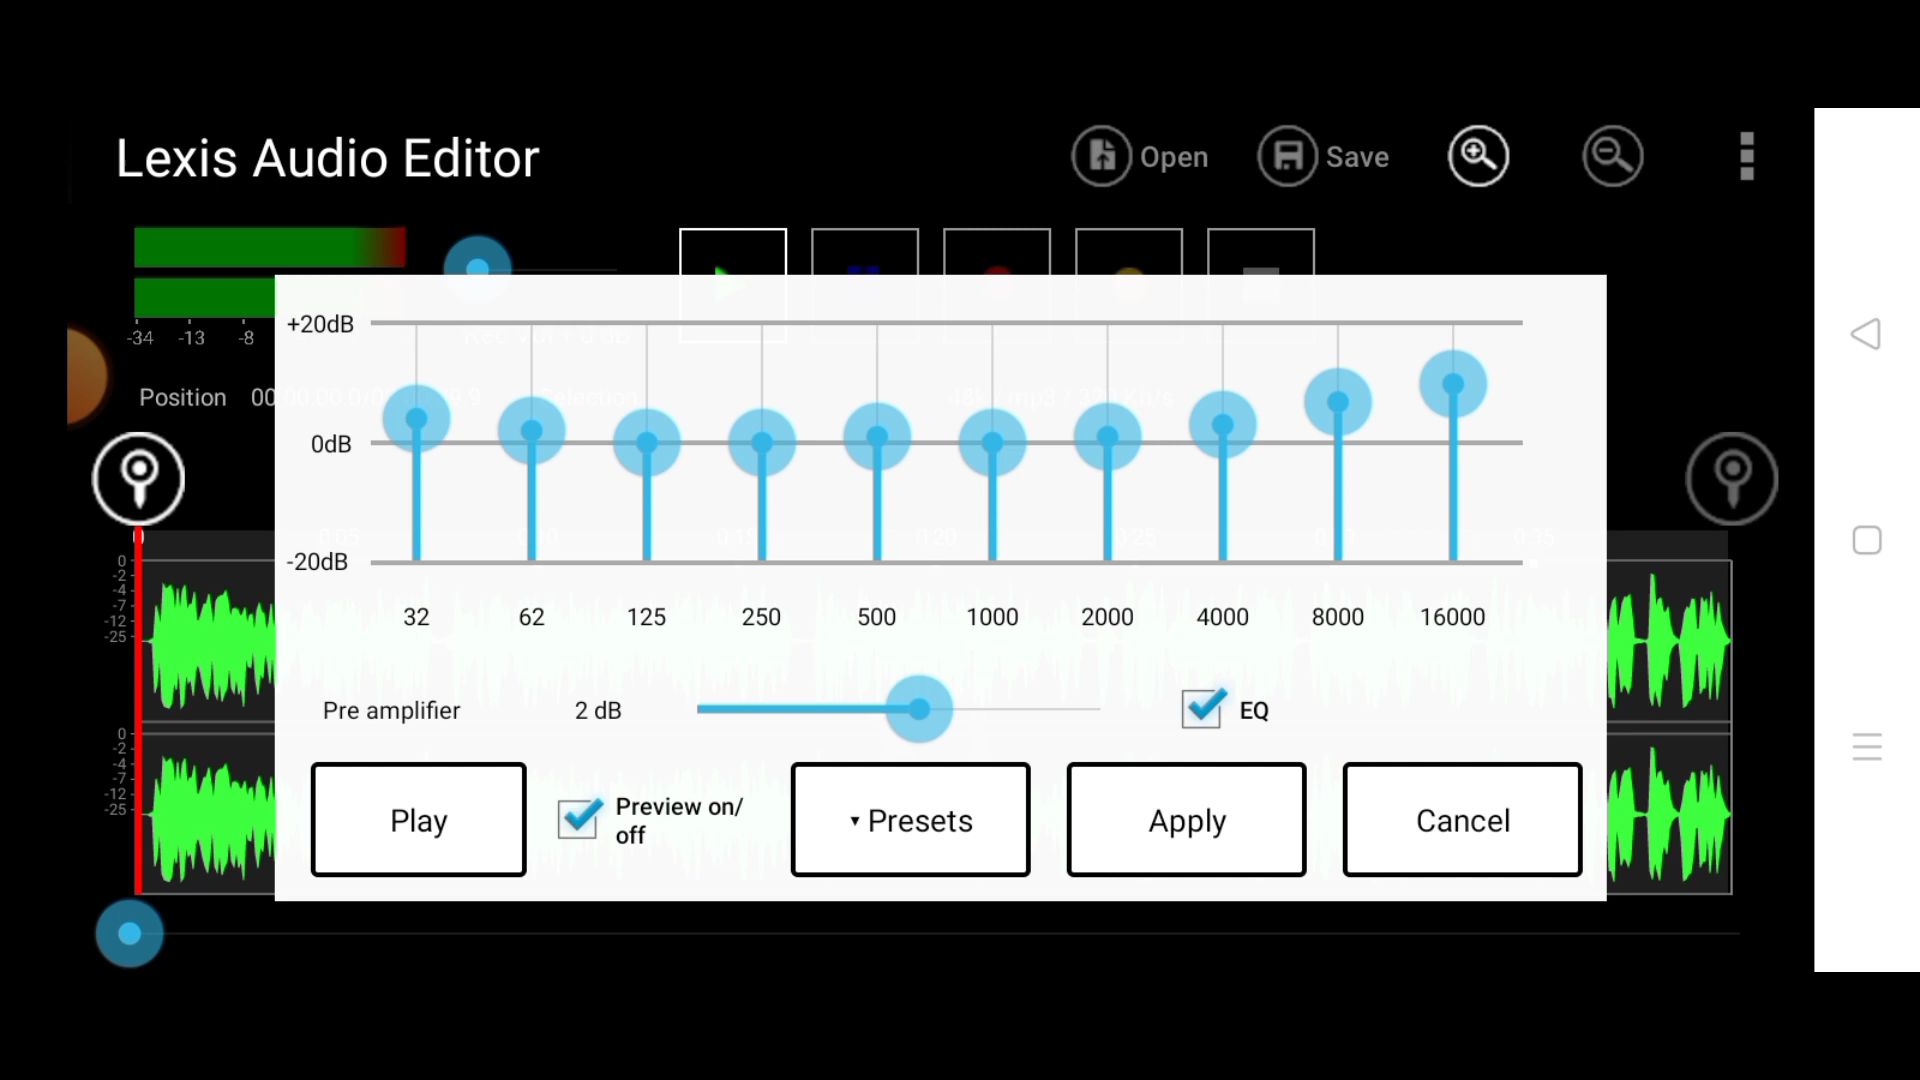 Lexis Audio Editor
Open
Save
-34 -13 -8
+20dB
Position
0dB
-20dB
0
-2
-4
-7
-12
-25
32 62 125 250 500 1000 2000 4000 8000 16000
Pre amplifier 2 dB EQ
0
-2
-4
-7
-12
-25
Play
Preview on/
off
▾ Presets
Apply
Cancel